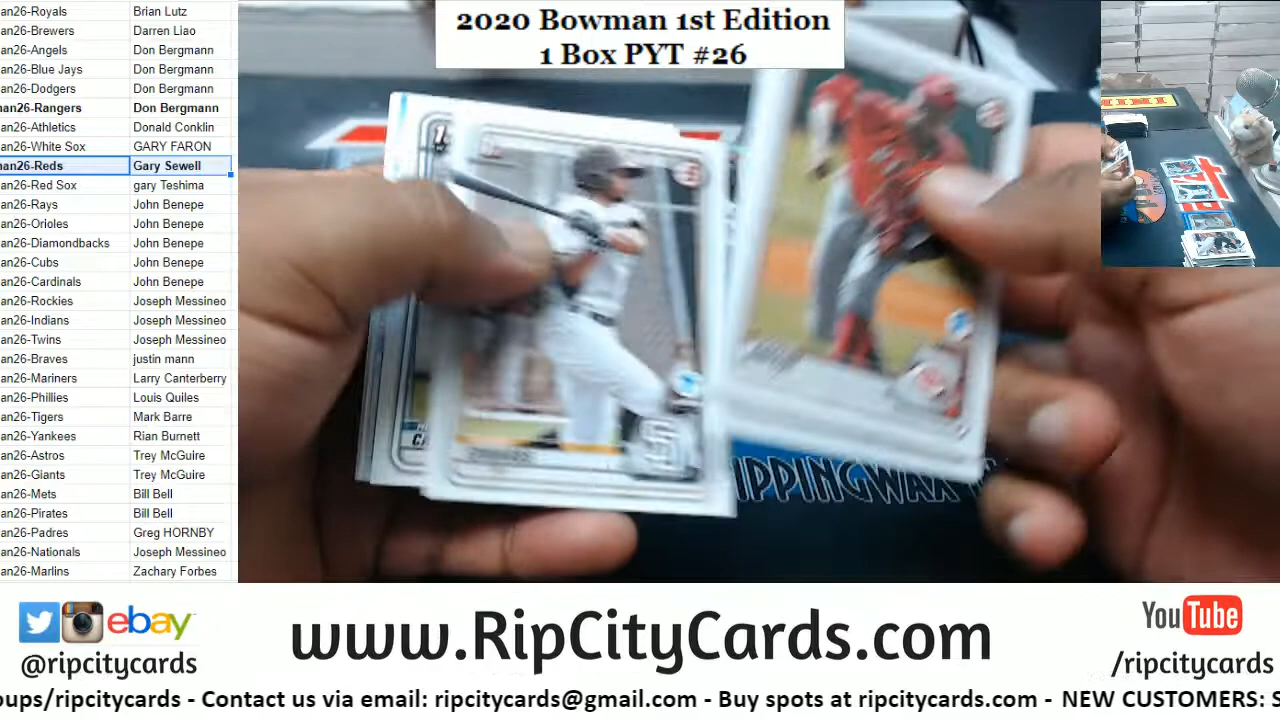 2020 Bowman 1st Edition
1 Box PYT #26
an26-Royals Brian Lutz
an26-Brewers Darren Liao
an26-Angels Don Bergmann
an26-Blue Jays Don Bergmann
an26-Dodgers Don Bergmann
nan26-Rangers Don Bergmann
an26-Athletics Donald Conklin
an26-White Sox GARY FARON
nan26-Reds Gary Sewell
an26-Red Sox gary Teshima
an26-Rays John Benepe
an26-Orioles John Benepe
an26-Diamondbacks John Benepe
an26-Cubs John Benepe
an26-Cardinals John Benepe
an26-Rockies Joseph Messineo
an26-Indians Joseph Messineo
an26-Twins Joseph Messineo
an26-Braves justin mann
an26-Mariners Larry Canterberry
an26-Phillies Louis Quiles
an26-Tigers Mark Barre
an26-Yankees Rian Burnett
an26-Astros Trey McGuire
an26-Giants Trey McGuire
an26-Mets Bill Bell
an26-Pirates Bill Bell
an26-Padres Greg HORNBY
an26-Nationals Joseph Messineo
an26-Marlins Zachary Forbes
IPPINGWAX
ebay
@ripcitycards
www.RipCityCards.com
YouTube
/ripcitycards
oups/ripcitycards - Contact us via email: ripcitycards@gmail.com - Buy spots at ripcitycards.com - NEW CUSTOMERS: S